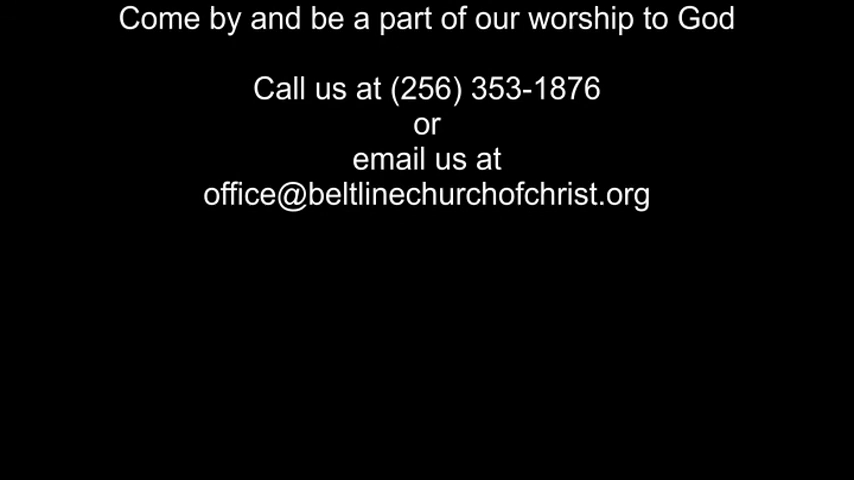 Come by and be a part of our worship to God
Call us at (256) 353-1876
or
email us at
office@beltlinechurchofchrist.org